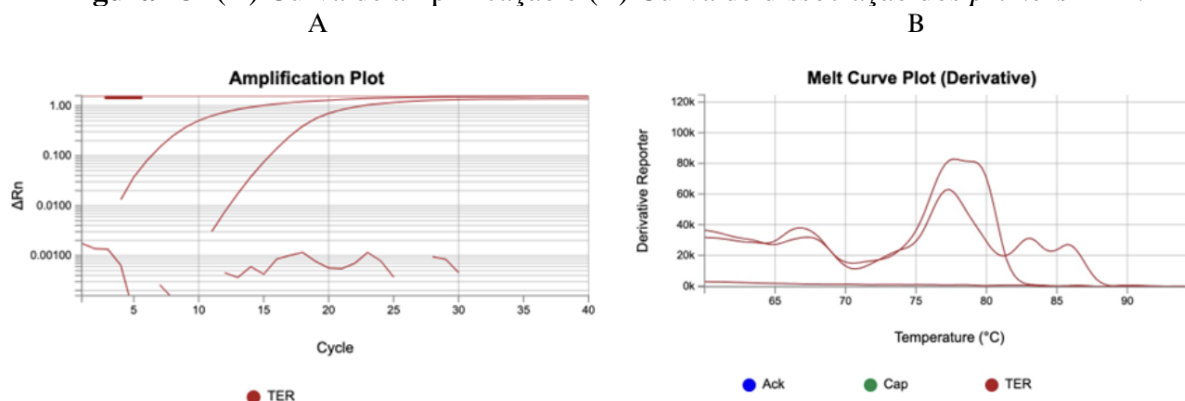 A
B
Amplification Plot
1.00
0.100
0.0100
0.00100
ΔRn
5 10 15 20 25 30 35 40
Cycle
TER
Melt Curve Plot (Derivative)
120k
100k
80k
60k
40k
20k
0k
Derivative Reporter
65 70 75 80 85 90
Temperature (°C)
Ack Cap TER